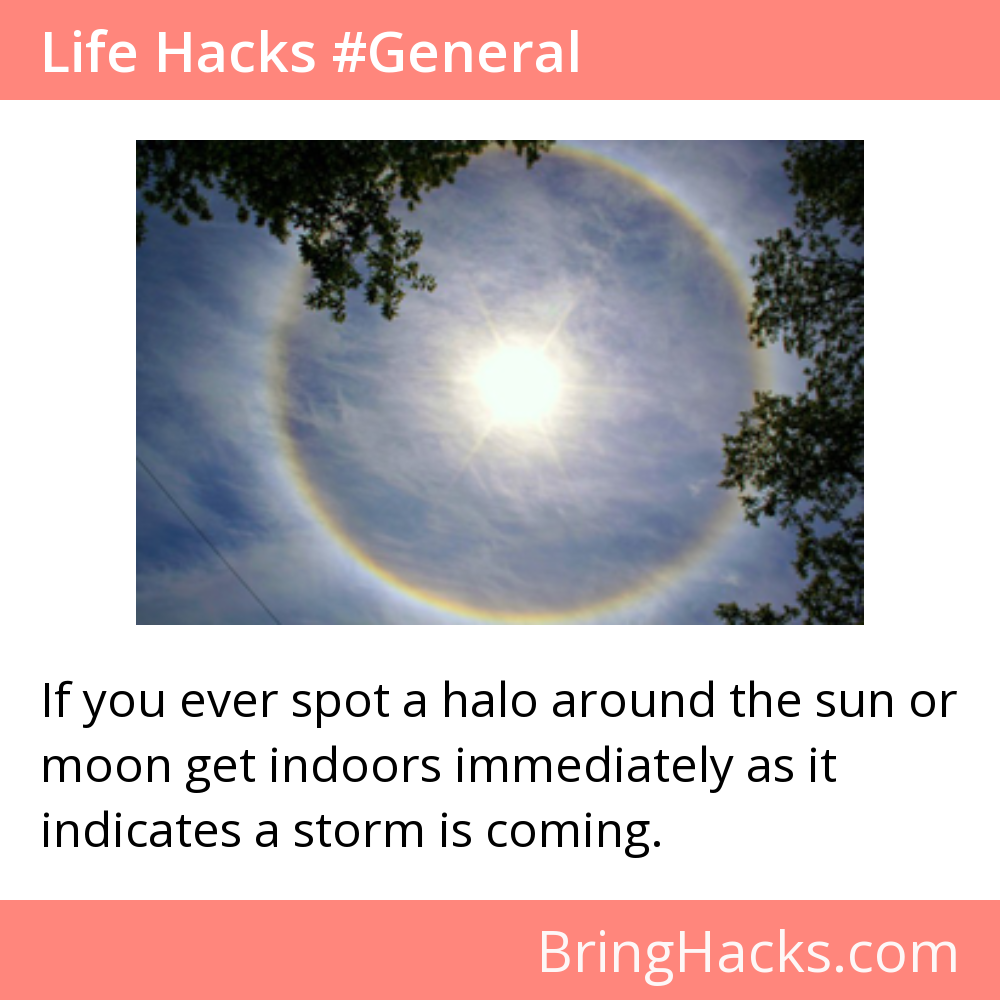 Life Hacks #General
If you ever spot a halo around the sun or
moon get indoors immediately as it
indicates a storm is coming.
BringHacks.com